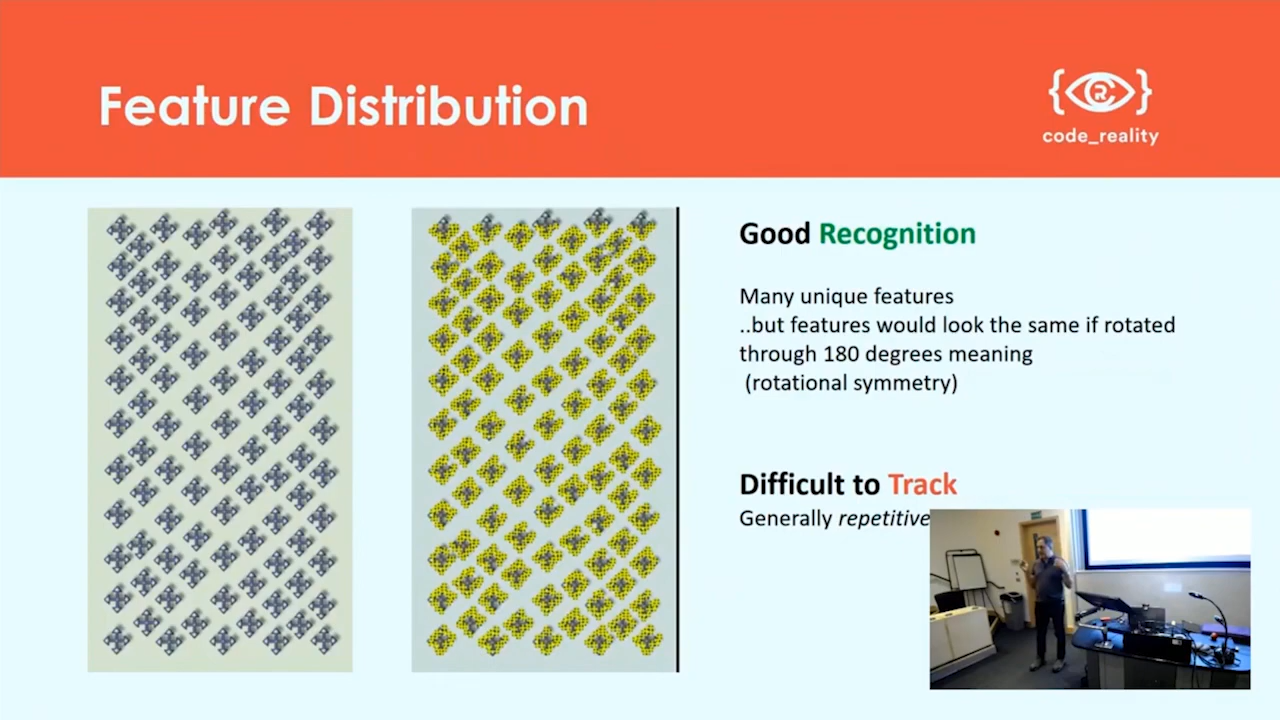 Feature Distribution
{R}
code_reality
Good Recognition
Many unique features
..but features would look the same if rotated
through 180 degrees meaning
(rotational symmetry)
Difficult to Track
Generally repetitive